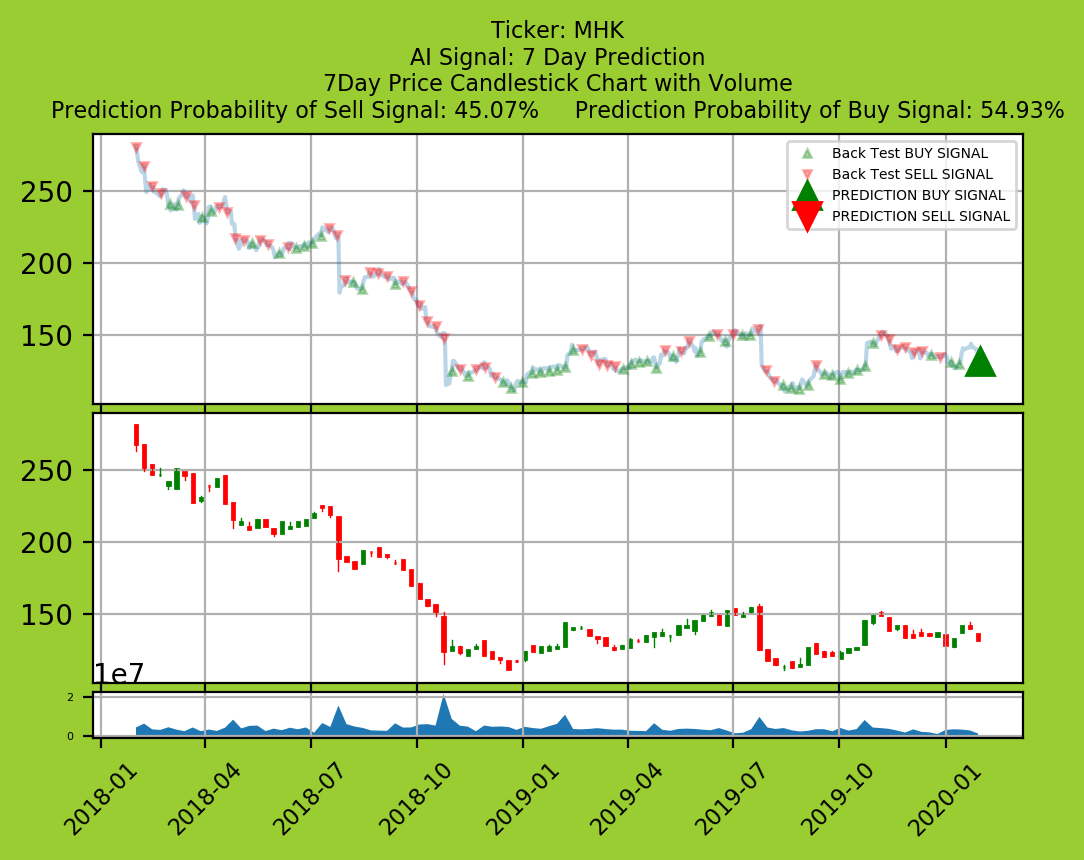 Ticker: MHK
AI Signal: 7 Day Prediction
7Day Price Candlestick Chart with Volume
Prediction Probability of Sell Signal: 45.07%     Prediction Probability of Buy Signal: 54.93%
Back Test BUY SIGNAL
Back Test SELL SIGNAL
PREDICTION BUY SIGNAL
PREDICTION SELL SIGNAL
250
200
150
250
200
150
1e7
2
0
2018-01
2018-04
2018-07
2018-10
2019-01
2019-04
2019-07
2019-10
2020-01